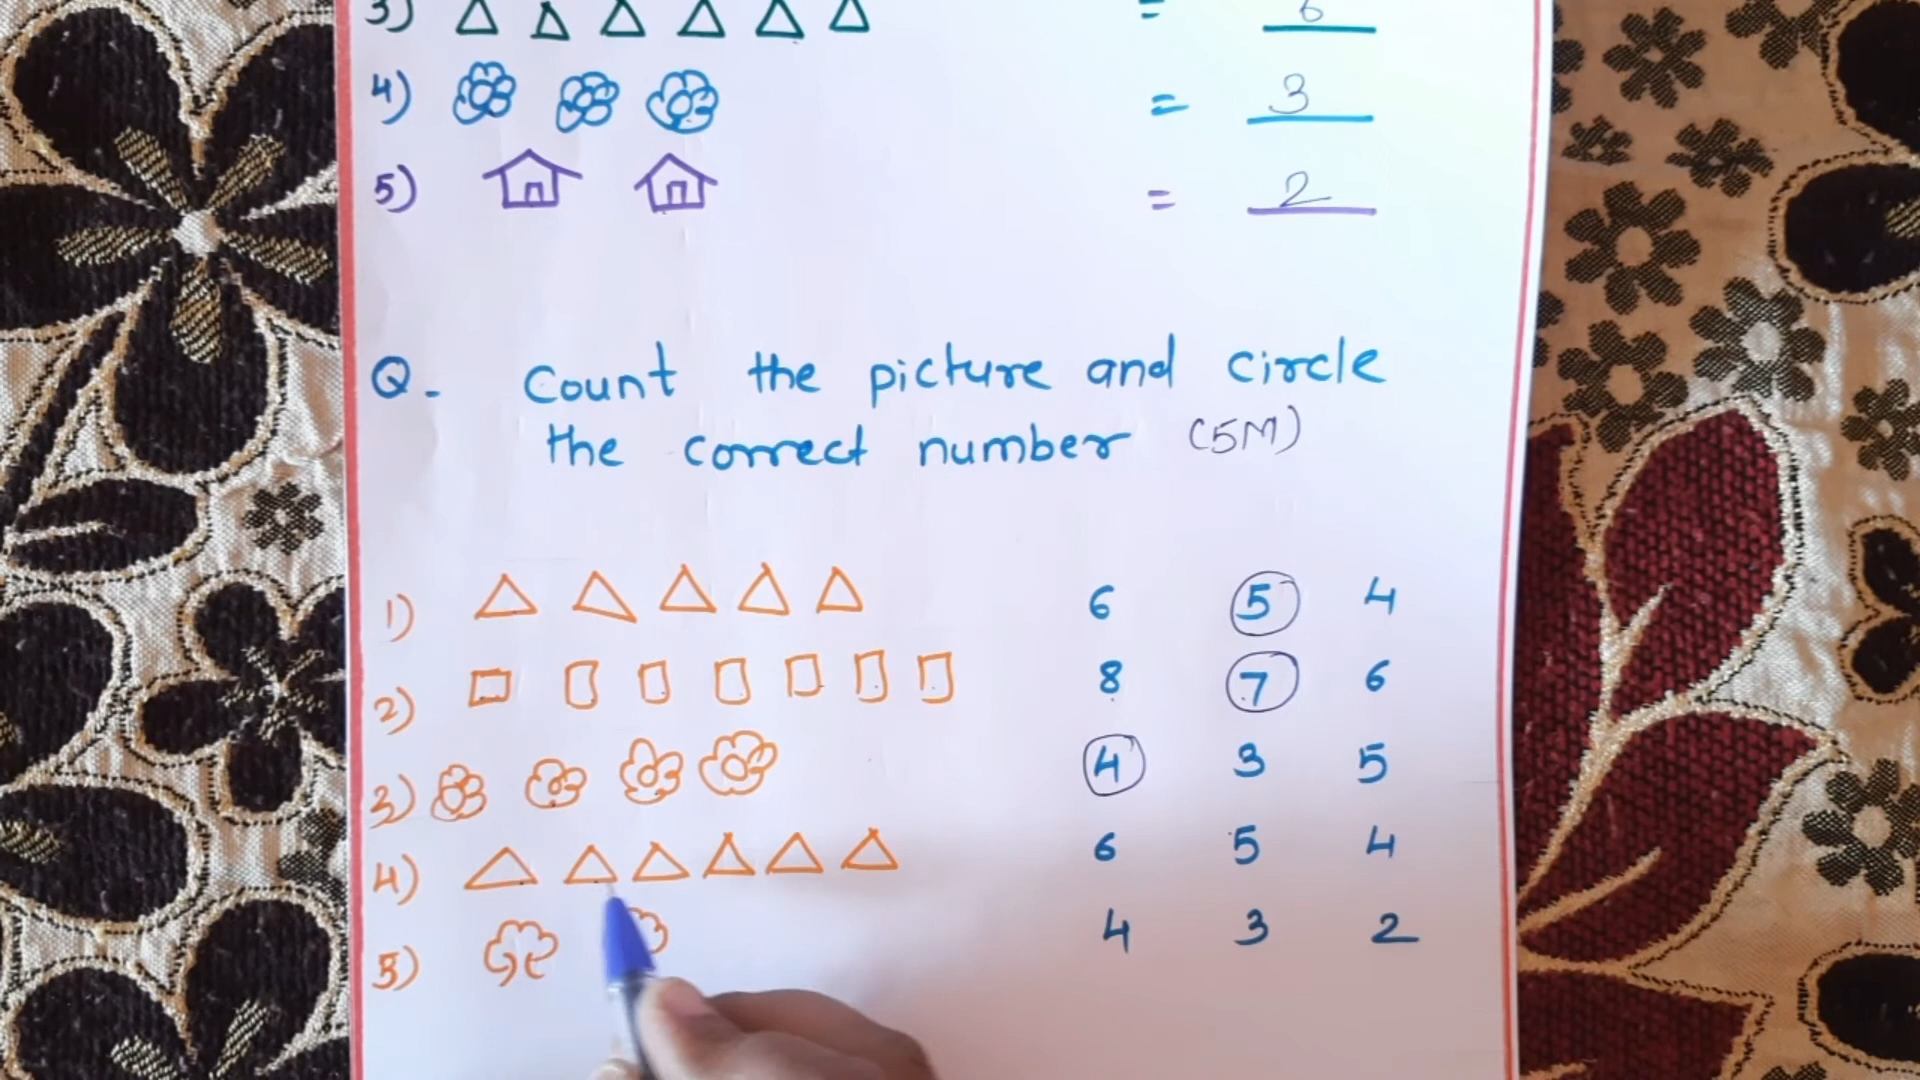 3) = 6
4) = 3
5) = 2
Q. Count the picture and circle
the correct number (5M)
1) 6 5 4
2) 8 7 6
3) 4 3 5
4) 6 5 4
5) 4 3 2